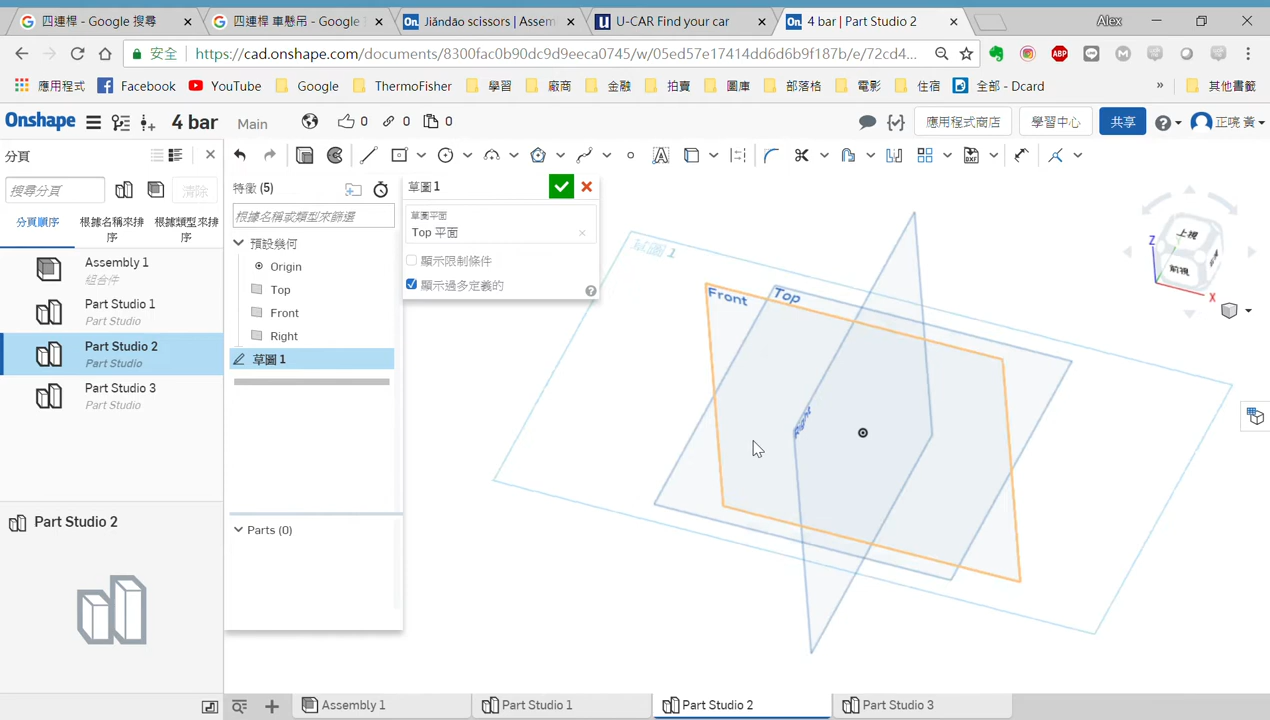 四連桿 - Google 搜尋
四連桿 車懸吊 - Google
Jiǎndāo scissors | Assem
U-CAR Find your car
4 bar | Part Studio 2
Alex
安全
https://cad.onshape.com/documents/8300fac0b90dc9d9eeca0745/w/05ed57e17414dd6d6b9f187b/e/72cd4...
應用程式
Facebook
YouTube
Google
ThermoFisher
學習
廠商
金融
拍賣
圖庫
部落格
電影
住宿
全部 - Dcard
»
其他書籤
Onshape
4 bar
Main
0
0
0
應用程式商店
學習中心
共享
正喨 黃
分頁
特徵 (5)
草圖 1
搜尋分頁
清除
根據名稱或類型來篩選
草圖平面
Top 平面
分頁順序
根據名稱來排序
根據類型來排序
預設幾何
顯示限制條件
顯示過多定義的
Assembly 1
組合件
Origin
Part Studio 1
Part Studio
Top
Front
Right
Part Studio 2
Part Studio
草圖 1
Part Studio 3
Part Studio
草圖 1
Front
Top
上視
前視
Z
X
Part Studio 2
Parts (0)
Assembly 1
Part Studio 1
Part Studio 2
Part Studio 3